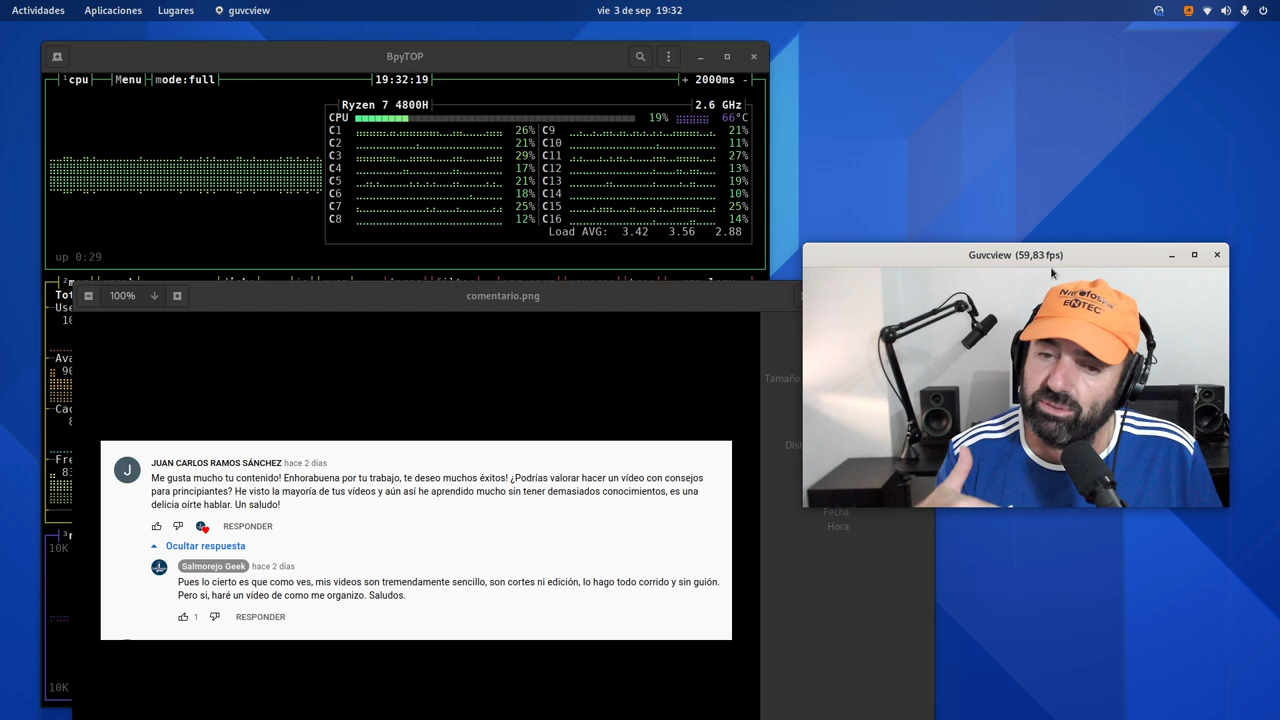 Actividades Aplicaciones Lugares guvcview vie 3 de sep 19:32
BpyTOP
¹cpu Menu mode:full 19:32:19 + 2000ms -
Ryzen 7 4800H 2.6 GHz
CPU 19% 66°C
C1 26% C9 21%
C2 21% C10 11%
C3 29% C11 27%
C4 17% C12 13%
C5 21% C13 19%
C6 18% C14 10%
C7 25% C15 25%
C8 12% C16 14%
Load AVG: 3.42 3.56 2.88
up 0:29
Guvcview (59,83 fps)
100% comentario.png
Tamaño
Fecha
Hora
10K
10K
Nitrofoska
ENTEC
J
JUAN CARLOS RAMOS SÁNCHEZ hace 2 días
Me gusta mucho tu contenido! Enhorabuena por tu trabajo, te deseo muchos éxitos! ¿Podrías valorar hacer un vídeo con consejos
para principiantes? He visto la mayoría de tus vídeos y aún así he aprendido mucho sin tener demasiados conocimientos, es una
delicia oírte hablar. Un saludo!
RESPONDER
Ocultar respuesta
Salmorejo Geek hace 2 días
Pues lo cierto es que como ves, mis videos son tremendamente sencillo, son cortes ni edición, lo hago todo corrido y sin guión.
Pero si, haré un vídeo de como me organizo. Saludos.
1 RESPONDER